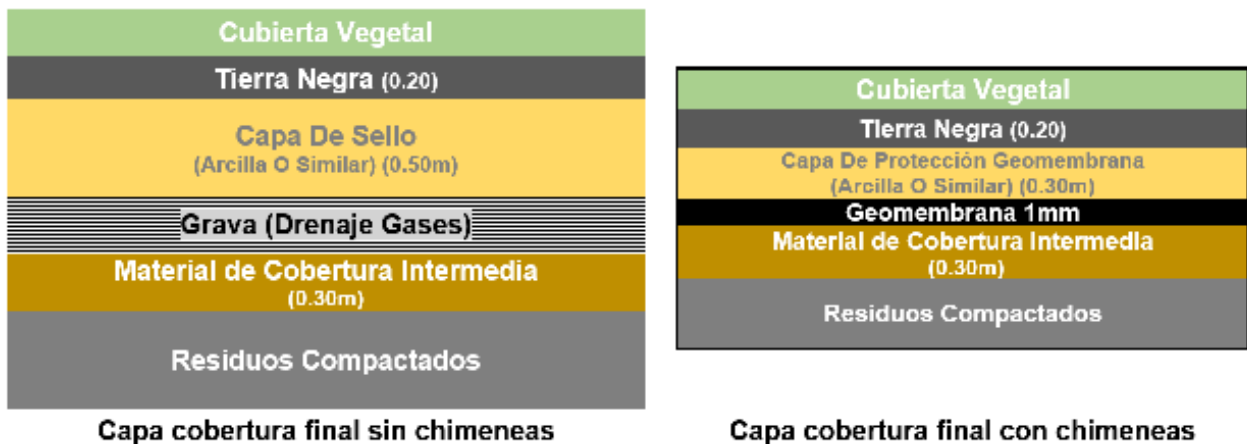 Cubierta Vegetal
Tierra Negra (0.20)
Capa De Sello
(Arcilla O Similar) (0.50m)
Grava (Drenaje Gases)
Material de Cobertura Intermedia
(0.30m)
Residuos Compactados
Capa cobertura final sin chimeneas
Cubierta Vegetal
Tierra Negra (0.20)
Capa De Protección Geomembrana
(Arcilla O Similar) (0.30m)
Geomembrana 1mm
Material de Cobertura Intermedia
(0.30m)
Residuos Compactados
Capa cobertura final con chimeneas